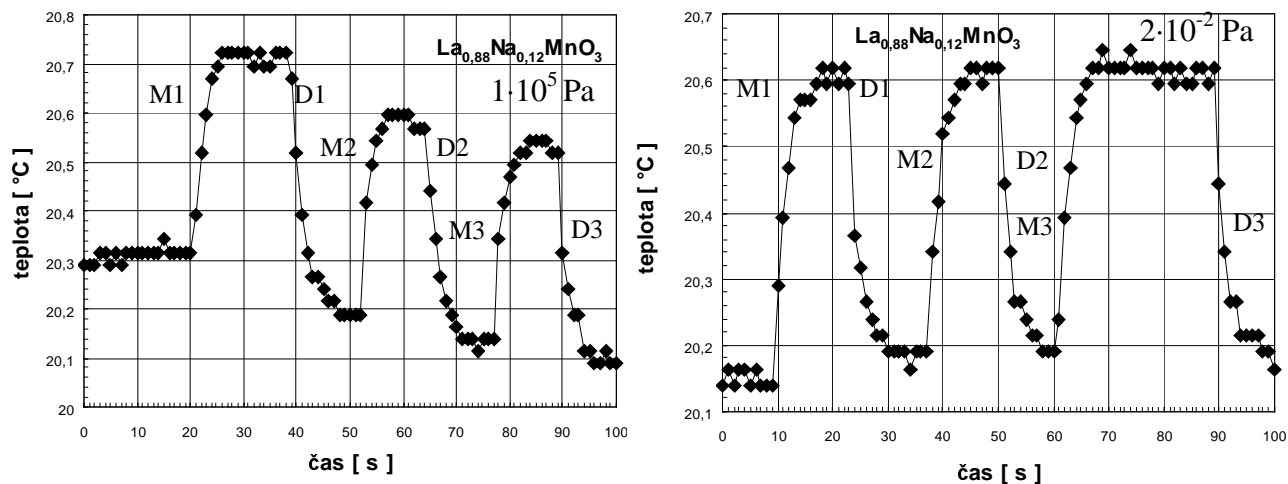 20,8
20,7
20,6
20,5
20,4
20,3
20,2
20,1
20
teplota [ °C]
La0,88Na0,12MnO3
1·10⁵ Pa
M1
D1
M2
D2
M3
D3
0 10 20 30 40 50 60 70 80 90 100
čas [ s ]
20,7
20,6
20,5
20,4
20,3
20,2
20,1
teplota [ °C]
La0,88Na0,12MnO3
2·10⁻² Pa
M1
D1
M2
D2
M3
D3
0 10 20 30 40 50 60 70 80 90 100
čas [ s ]